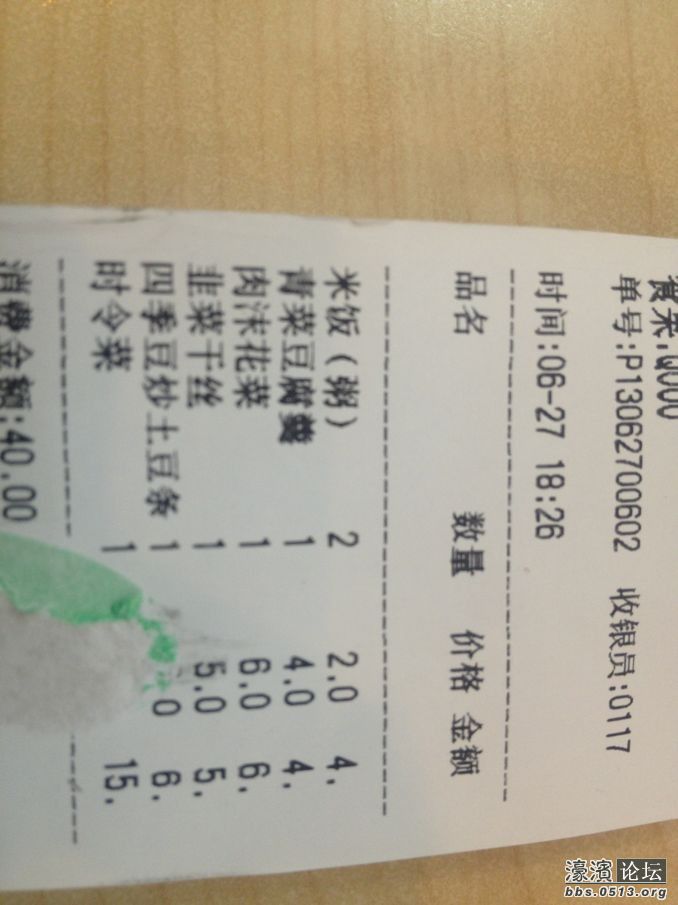 餐桌:Q000
单号:P13062700602 收银员:0117
时间:06-27 18:26
品名 数量 价格 金额
米饭(粥) 2 2.0 4.
青菜豆腐羹 1 4.0 4.
肉沫花菜 1 6.0 6.
韭菜干丝 1 5.0 5.
四季豆炒土豆条 1 0 6.
时令菜 1 15.
消费金额:40.00
濠滨论坛
bbs.0513.org